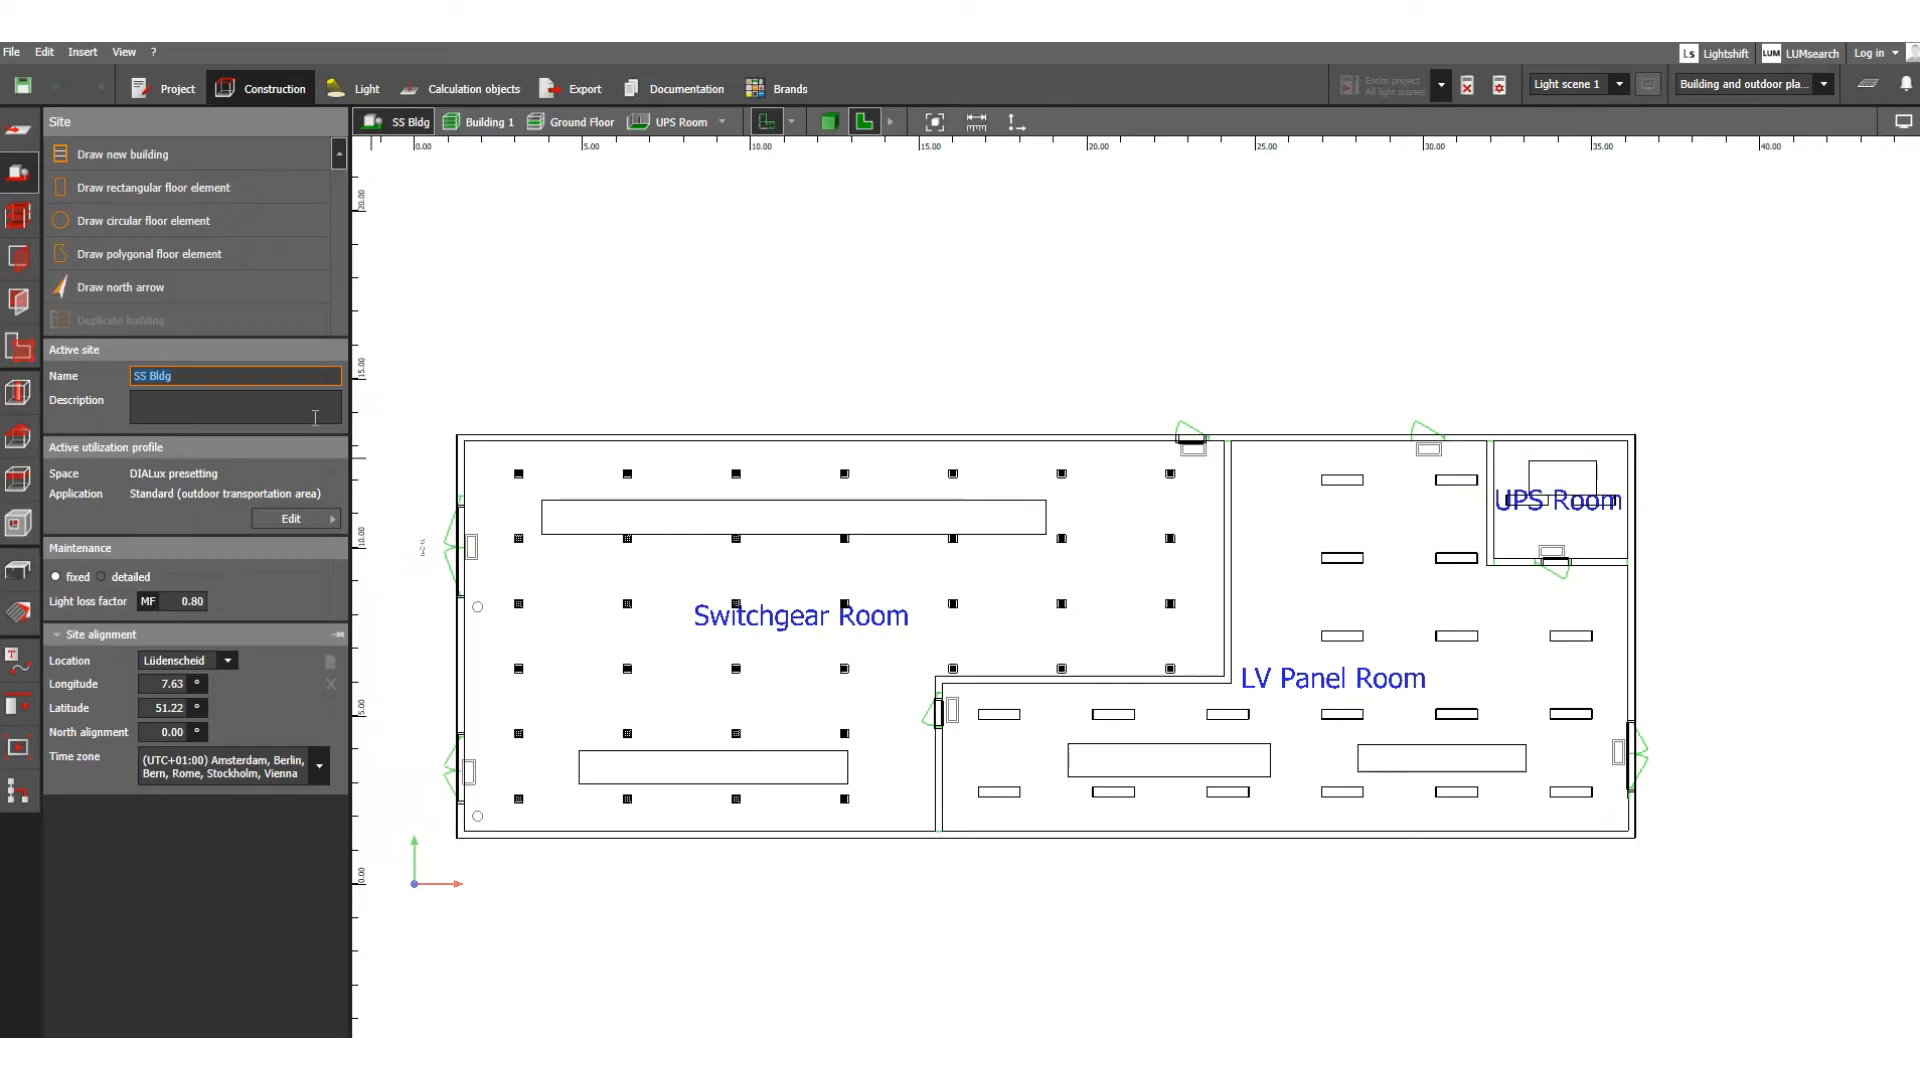 File Edit Insert View ?
Ls Lightshift LUM LUMsearch Log in
Project Construction Light Calculation objects Export Documentation Brands
Entire project
All light scenes
Light scene 1
Building and outdoor pla...
Site
SS Bldg Building 1 Ground Floor UPS Room
Draw new building
Draw rectangular floor element
Draw circular floor element
Draw polygonal floor element
Draw north arrow
Duplicate building
Active site
Name SS Bldg
Description
Active utilization profile
Space DIALux presetting
Application Standard (outdoor transportation area)
Edit
Maintenance
fixed detailed
Light loss factor MF 0.80
Site alignment
Location Lüdenscheid
Longitude 7.63 °
Latitude 51.22 °
North alignment 0.00 °
Time zone (UTC+01:00) Amsterdam, Berlin,
Bern, Rome, Stockholm, Vienna
0.00 5.00 10.00 15.00 20.00 25.00 30.00 35.00 40.00
20.00
15.00
10.00
5.00
0.00
UPS Room
Switchgear Room
LV Panel Room